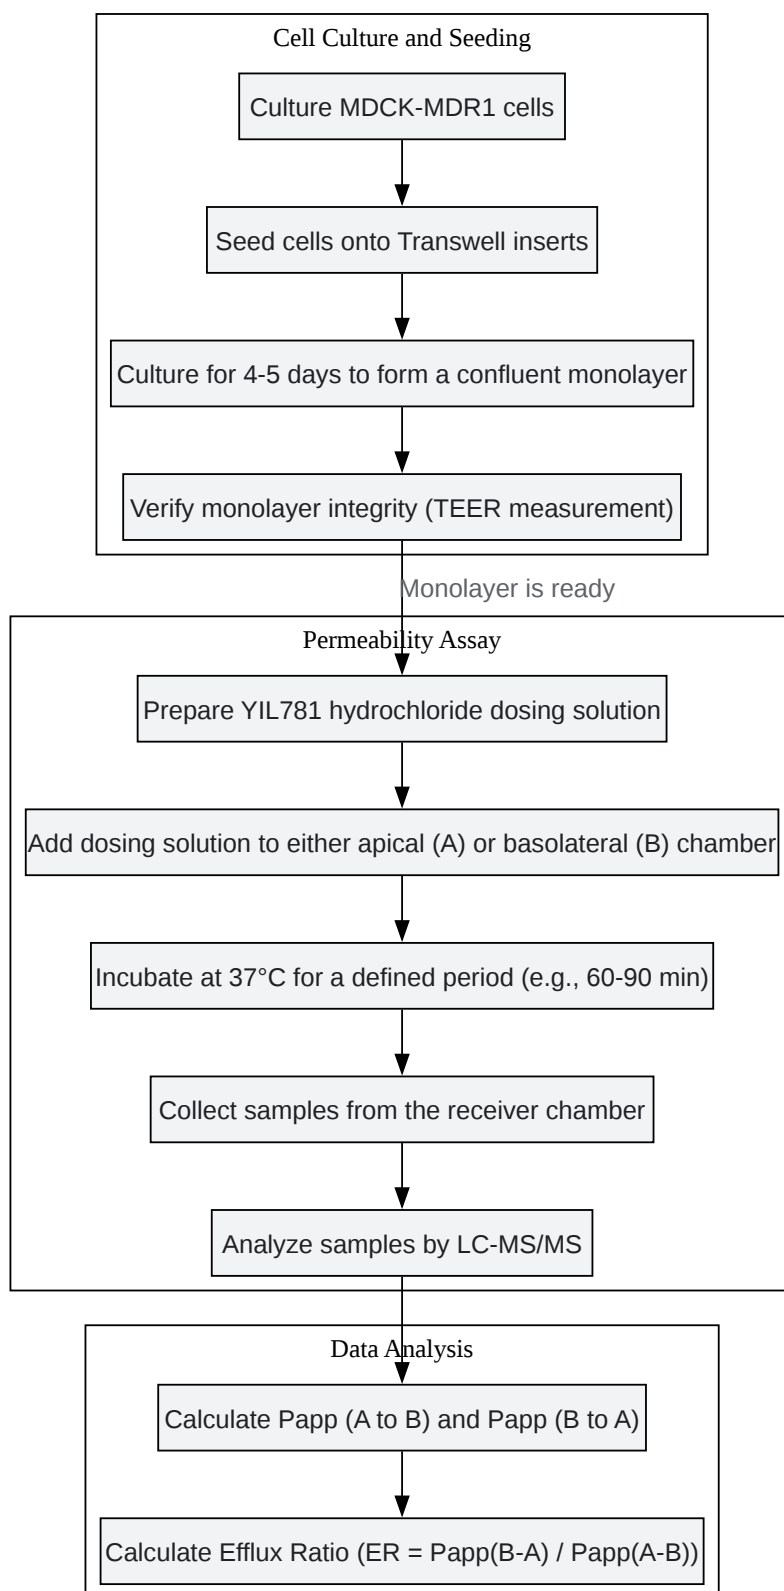 Cell Culture and Seeding
Culture MDCK-MDR1 cells
Seed cells onto Transwell inserts
Culture for 4-5 days to form a confluent monolayer
Verify monolayer integrity (TEER measurement)
Monolayer is ready
Permeability Assay
Prepare YIL781 hydrochloride dosing solution
Add dosing solution to either apical (A) or basolateral (B) chamber
Incubate at 37°C for a defined period (e.g., 60-90 min)
Collect samples from the receiver chamber
Analyze samples by LC-MS/MS
Data Analysis
Calculate Papp (A to B) and Papp (B to A)
Calculate Efflux Ratio (ER = Papp(B-A) / Papp(A-B))